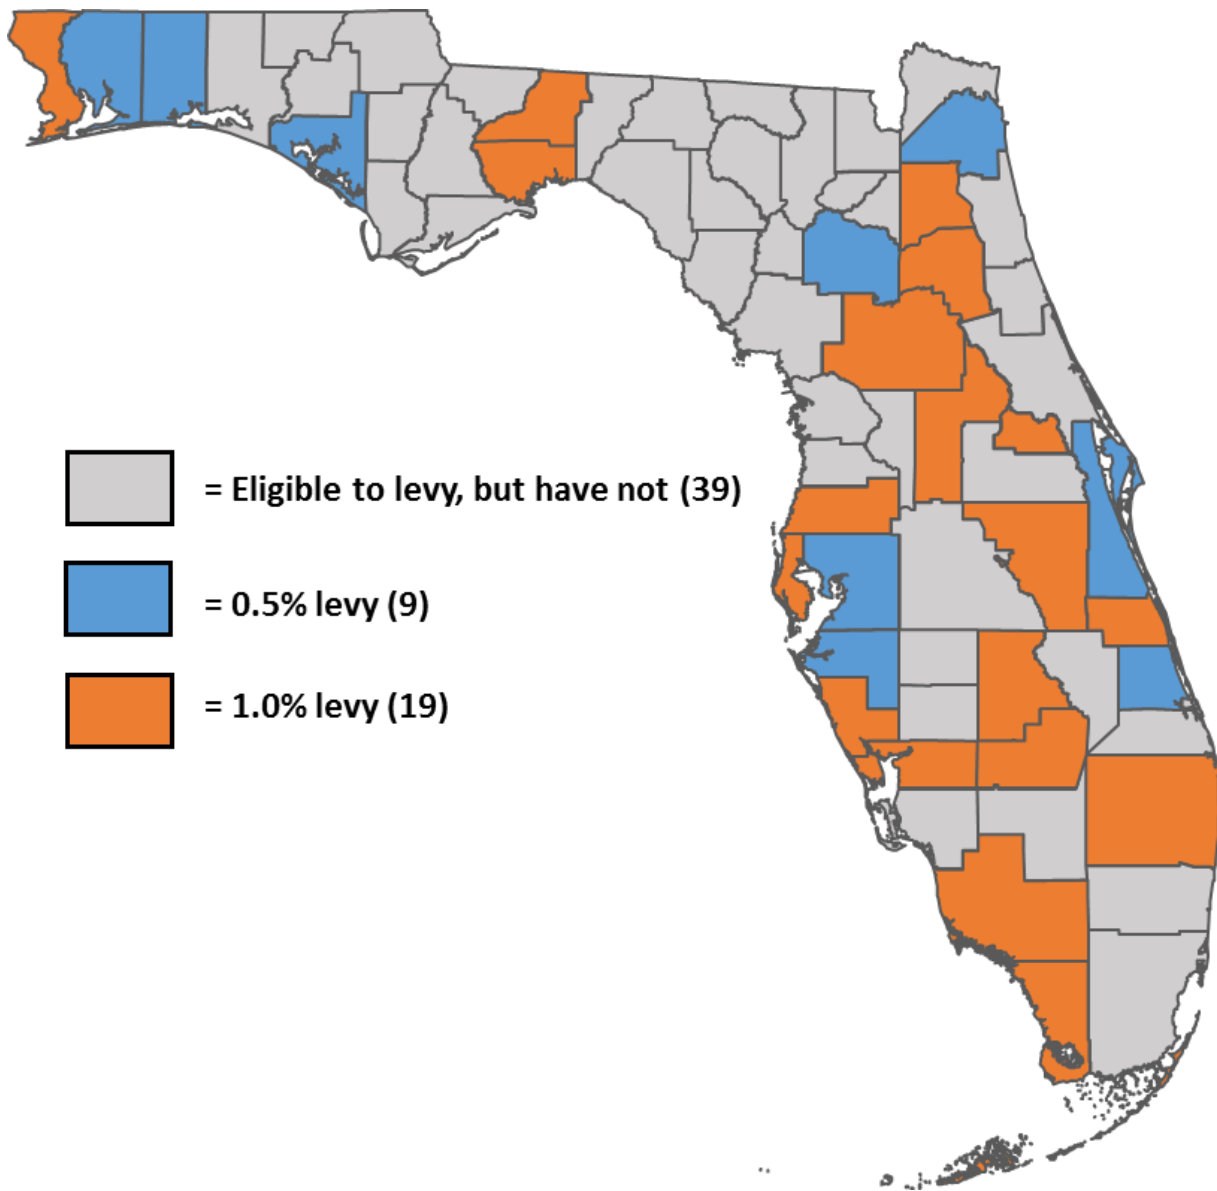 = Eligible to levy, but have not (39)
= 0.5% levy (9)
= 1.0% levy (19)